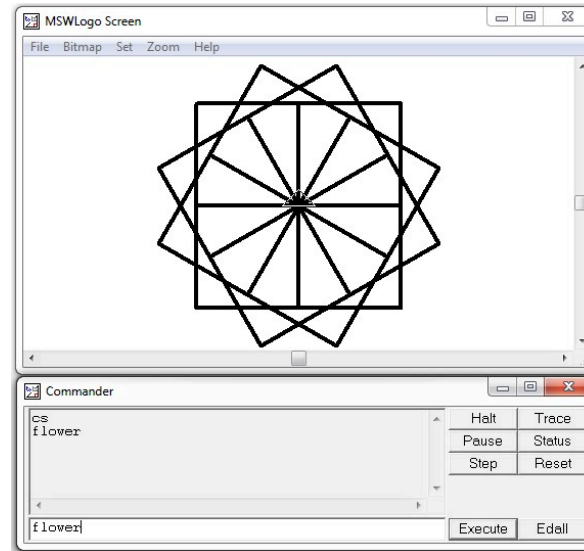 MSWLogo Screen
File Bitmap Set Zoom Help
Commander
cs
flower
Halt Trace
Pause Status
Step Reset
flower
Execute Edall